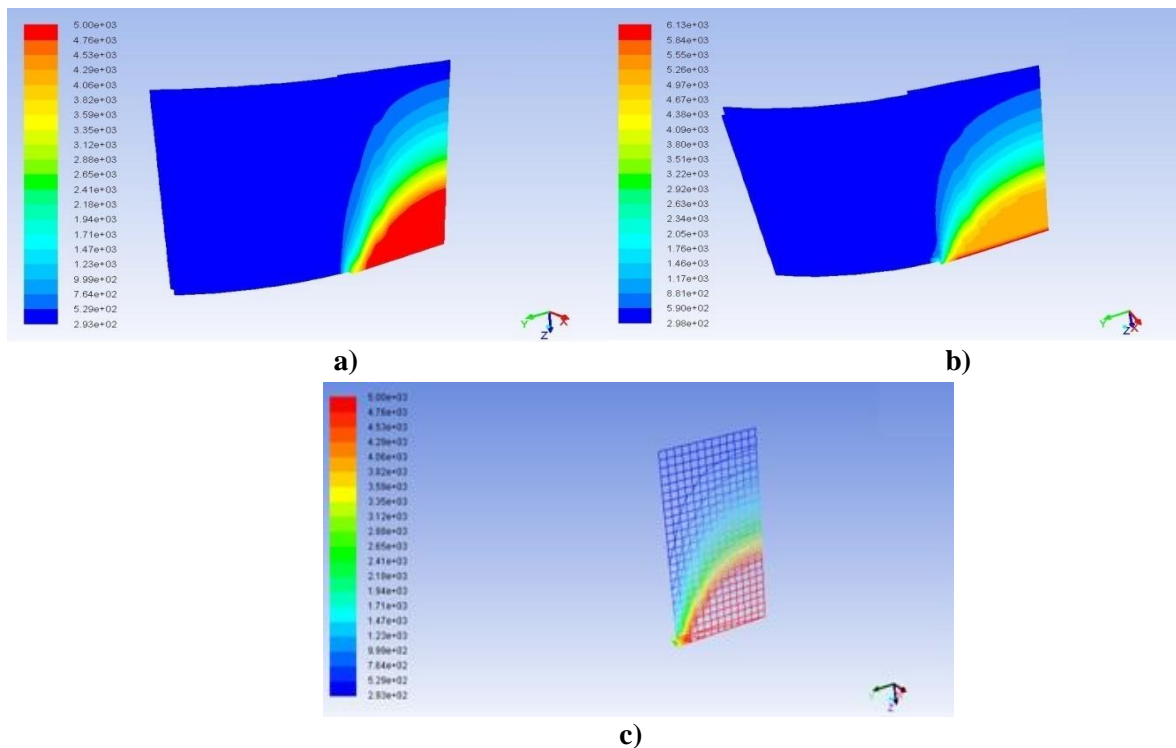 5.00e+03
4.76e+03
4.53e+03
4.29e+03
4.06e+03
3.82e+03
3.59e+03
3.35e+03
3.12e+03
2.88e+03
2.65e+03
2.41e+03
2.18e+03
1.94e+03
1.71e+03
1.47e+03
1.23e+03
9.99e+02
7.64e+02
5.29e+02
2.93e+02
Y
Z
X
a)
6.13e+03
5.84e+03
5.55e+03
5.26e+03
4.97e+03
4.67e+03
4.38e+03
4.09e+03
3.80e+03
3.51e+03
3.22e+03
2.92e+03
2.63e+03
2.34e+03
2.05e+03
1.76e+03
1.46e+03
1.17e+03
8.81e+02
5.90e+02
2.98e+02
Y
Z
X
b)
5.00e+03
4.76e+03
4.53e+03
4.29e+03
4.06e+03
3.82e+03
3.59e+03
3.35e+03
3.12e+03
2.88e+03
2.65e+03
2.41e+03
2.18e+03
1.94e+03
1.71e+03
1.23e+03
9.99e+02
7.64e+02
5.29e+02
2.93e+02
Z
c)